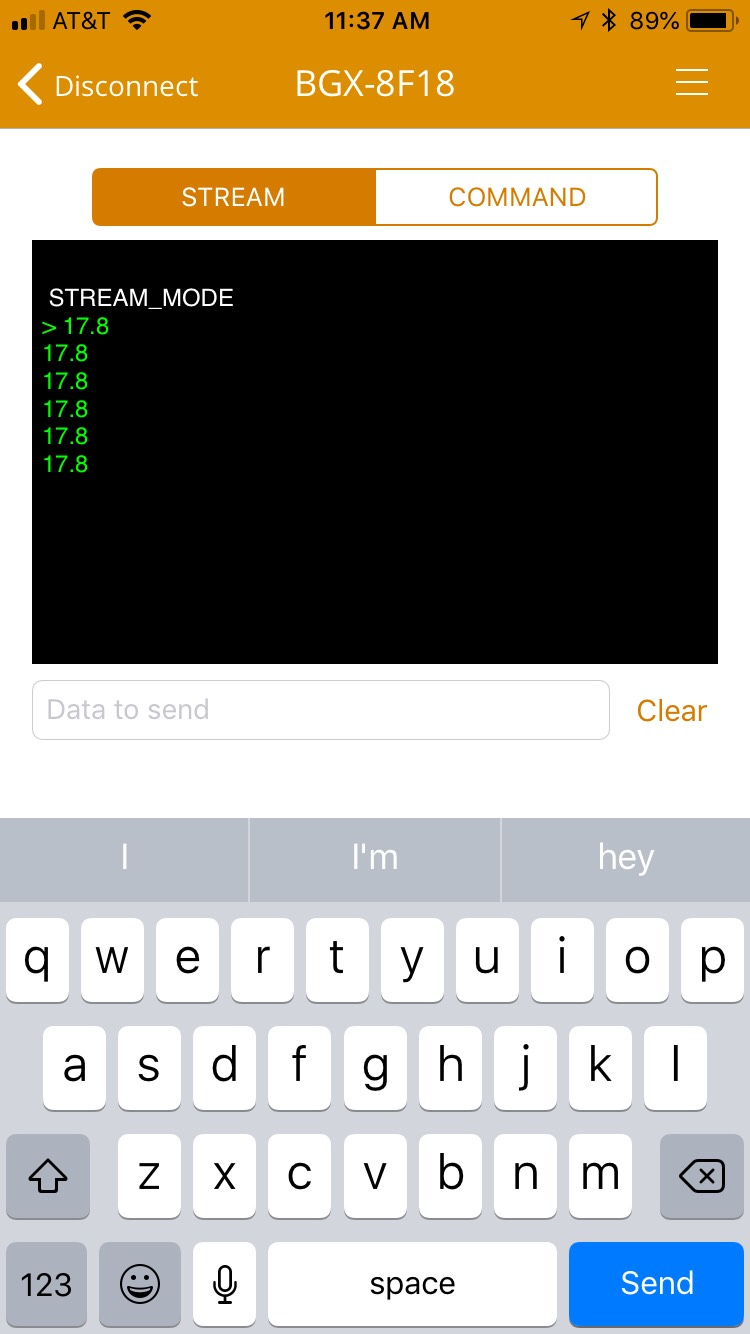 AT&T 11:37 AM 89%
Disconnect BGX-8F18
STREAM COMMAND
STREAM_MODE
> 17.8
17.8
17.8
17.8
17.8
17.8
Data to send Clear
I I'm hey
q w e r t y u i o p
a s d f g h j k l
z x c v b n m
123 space Send